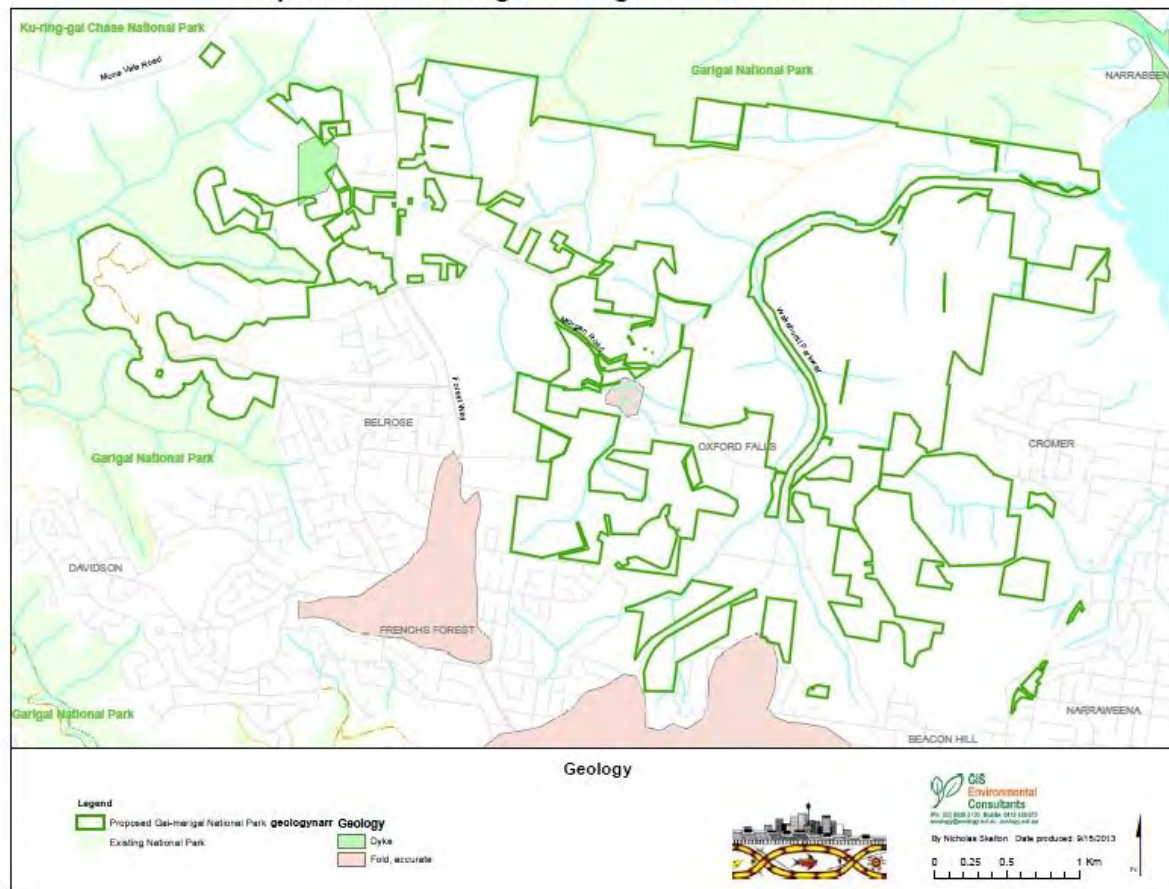 Ku-ring-gai Chase National Park
Mona Vale Road
Garigal National Park
NARRABEEN
Morgan Road
Wakehurst Parkway
Forest Way
BELROSE
OXFORD FALLS
CROMER
Garigal National Park
DAVIDSON
FRENCHS FOREST
Garigal National Park
NARRAWEENA
BEACON HILL
Geology
Legend
Proposed Gai-mariagal National Park geologynarr Geology
Existing National Park
Dyke
Fold, accurate
GIS
Environmental
Consultants
By Nicholas Skelton Date produced: 9/15/2013
0 0.25 0.5 1 Km
N